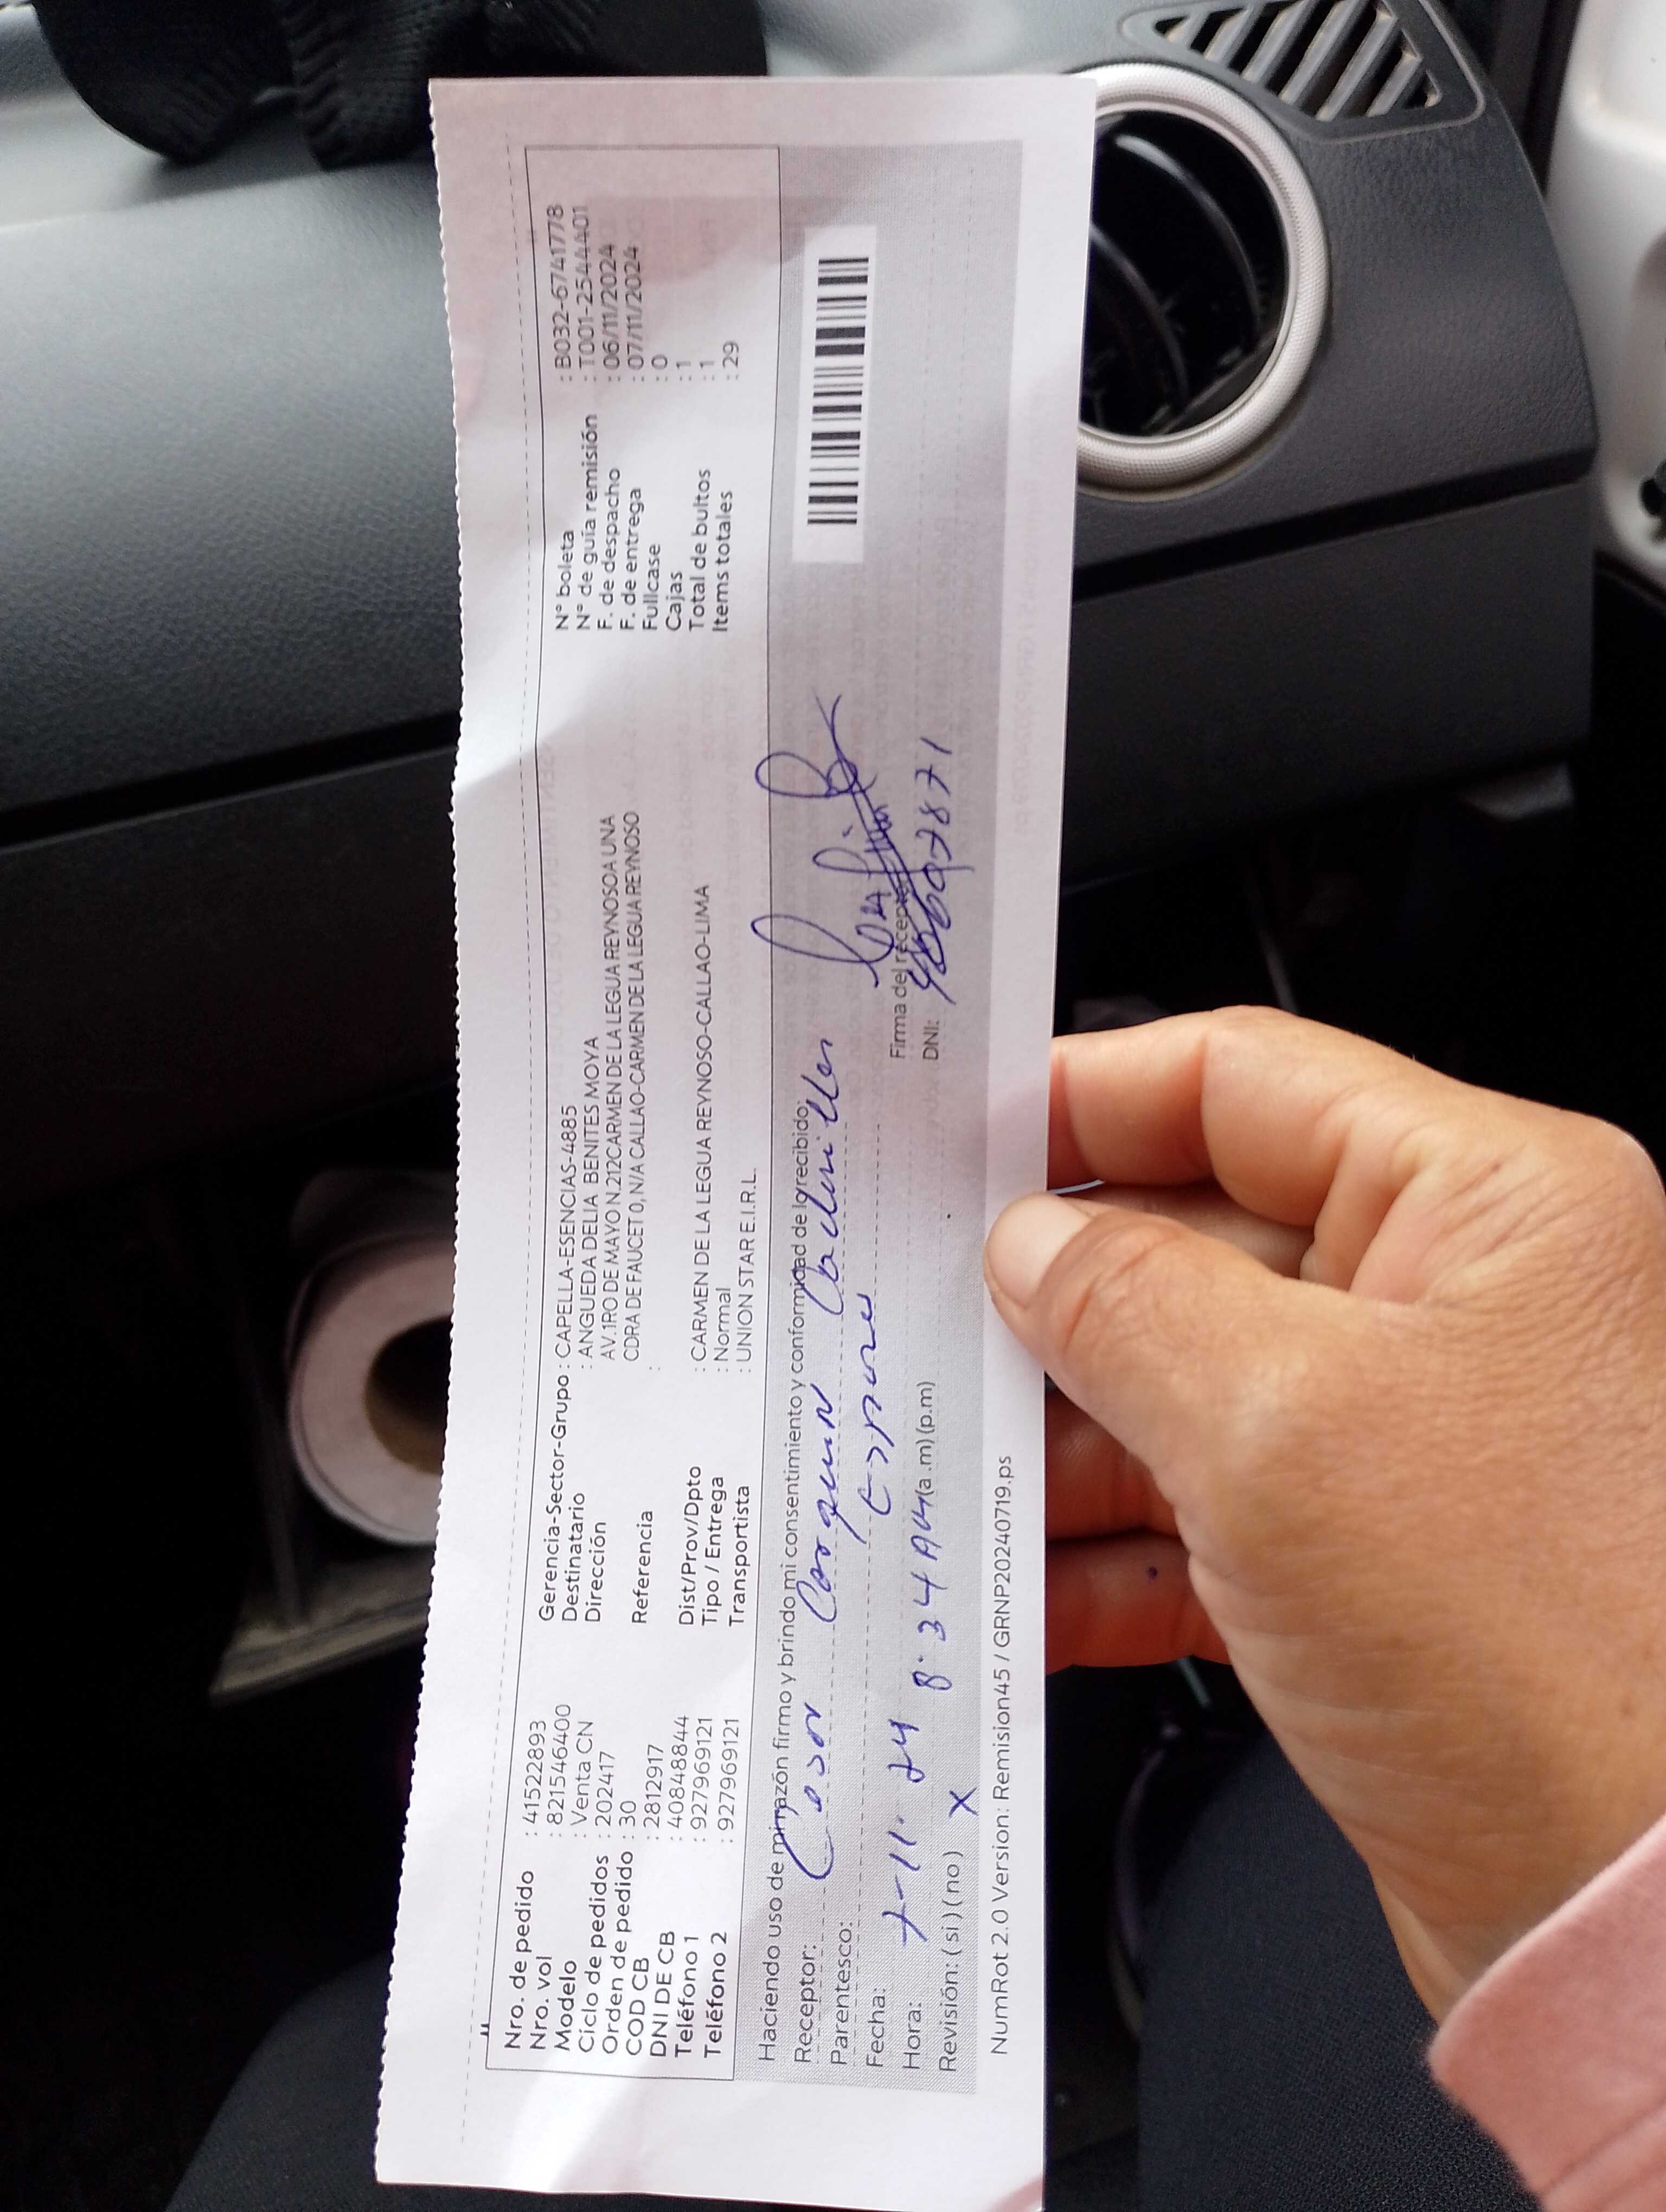 Nro. de pedido : 41522893
Nro. vol : 821546400
Modelo : Venta CN
Ciclo de pedidos : 202417
Orden de pedido : 30
COD CB : 2812917
DNI DE CB : 40848844
Teléfono 1 : 927969121
Teléfono 2 : 927969121
Gerencia-Sector-Grupo : CAPELLA-ESENCIAS-4885
Destinatario : ANGUEDA DELIA BENITES MOYA
Dirección AV.1RO DE MAYO N.212CARMEN DE LA LEGUA REYNOSOA UNA
CDRA DE FAUCET 0, N/A CALLAO-CARMEN DE LA LEGUA REYNOSO
Referencia :
Dist/Prov/Dpto : CARMEN DE LA LEGUA REYNOSO-CALLAO-LIMA
Tipo / Entrega : Normal
Transportista : UNION STAR E.I.R.L.
N° boleta : B032-6741778
N° de guía remisión : T001-25444401
F. de despacho : 06/11/2024
F. de entrega : 07/11/2024
Fullcase : 0
Cajas : 1
Total de bultos : 1
Items totales : 29
Haciendo uso de mi razón firmo y brindo mi consentimiento y conformidad de lo recibido;
Receptor:
Parentesco:
Fecha: 7-11-24
Hora: 8:34 AM (a.m) (p.m)
Revisión: (si) (no) X
Firma del receptor
DNI:
NumRot 2.0 Version: Remision45 / GRNP20240719.ps